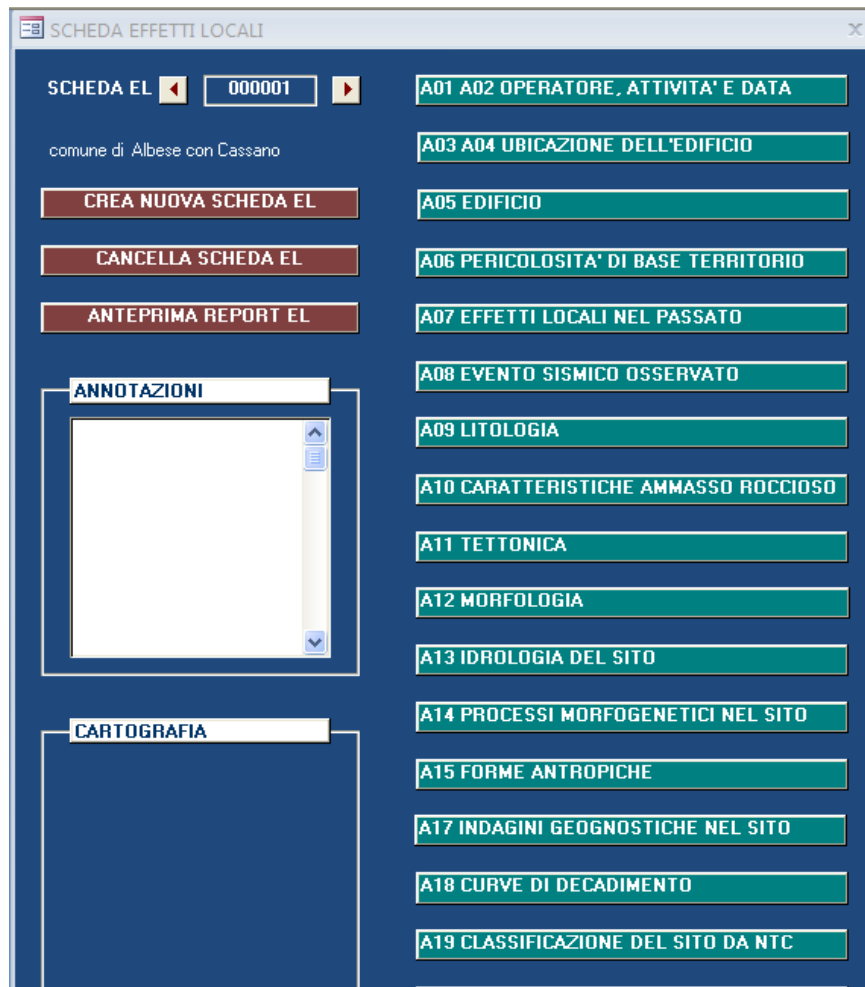 SCHEDA EFFETTI LOCALI
x
SCHEDA EL
000001
comune di Albese con Cassano
CREA NUOVA SCHEDA EL
CANCELLA SCHEDA EL
ANTEPRIMA REPORT EL
ANNOTAZIONI
CARTOGRAFIA
A01 A02 OPERATORE, ATTIVITA' E DATA
A03 A04 UBICAZIONE DELL'EDIFICIO
A05 EDIFICIO
A06 PERICOLOSITA' DI BASE TERRITORIO
A07 EFFETTI LOCALI NEL PASSATO
A08 EVENTO SISMICO OSSERVATO
A09 LITOLOGIA
A10 CARATTERISTICHE AMMASSO ROCCIOSO
A11 TETTONICA
A12 MORFOLOGIA
A13 IDROLOGIA DEL SITO
A14 PROCESSI MORFOGENETICI NEL SITO
A15 FORME ANTROPICHE
A17 INDAGINI GEOGNOSTICHE NEL SITO
A18 CURVE DI DECADIMENTO
A19 CLASSIFICAZIONE DEL SITO DA NTC